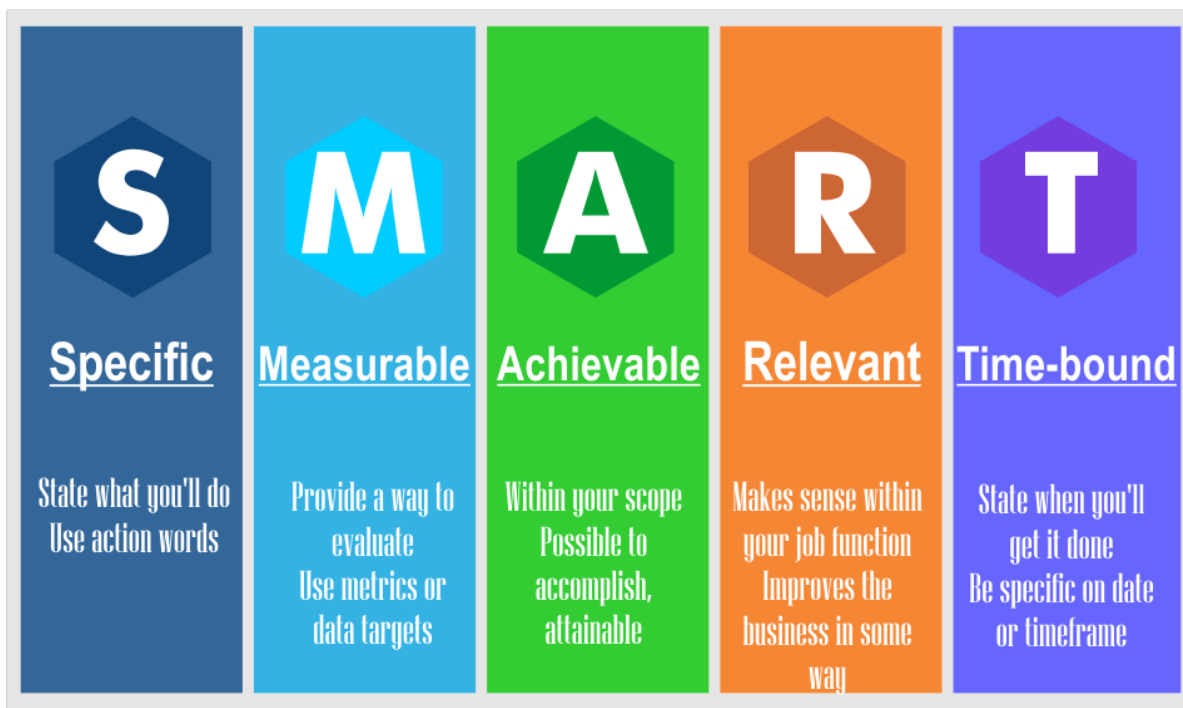 S
Specific
State what you'll do
Use action words
M
Measurable
Provide a way to
evaluate
Use metrics or
data targets
A
Achievable
Within your scope
Possible to
accomplish,
attainable
R
Relevant
Makes sense within
your job function
Improves the
business in some
way
T
Time-bound
State when you'll
get it done
Be specific on date
or timeframe